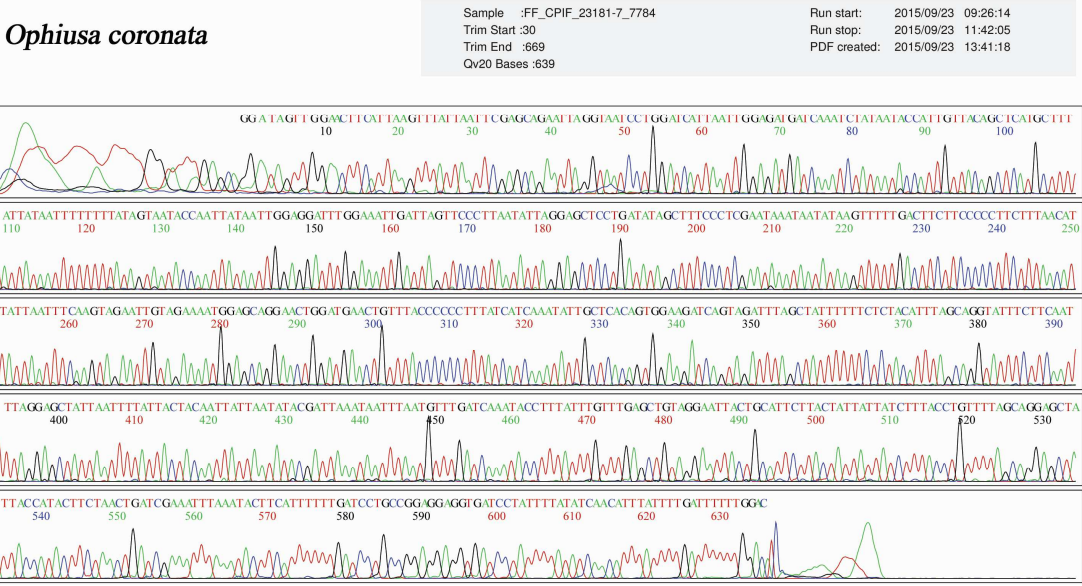 Ophiusa coronata
Sample :FF_CPIF_23181-7_7784
Trim Start :30
Trim End :669
Qv20 Bases :639
Run start: 2015/09/23 09:26:14
Run stop: 2015/09/23 11:42:05
PDF created: 2015/09/23 13:41:18
GGATAGTTGGAACTTCATTAAGTTTATTAATTCGAGCAGAATTAGGTAATCCTGGATCATTAATTGGAGATGATCAAATCTATAATACCATTGTTACAGCTCATGCTTT
10 20 30 40 50 60 70 80 90 100
ATTATAATTTTTTTTTATAGTAATACCAATTATAATTGGAGGATTTGGAAATTGATTAGTTCCCTTAATATTAGGAGCTCCTGATATAGCTTTCCCTCGAATAAATAATATAAGTTTTTGACTTCTTCCCCCTTCTTTAACAT
110 120 130 140 150 160 170 180 190 200 210 220 230 240 250
TATTAATTTCAAGTAGAATTGTAGAAAATGGAGCAGGAACTGGATGAACTGTTTACCCCCCTTTATCATCAAATATTGCTCACAGTGGAAGATCAGTAGATTTAGCTATTTTTTCTCTACATTTAGCAGGTATTTCTTCAAT
260 270 280 290 300 310 320 330 340 350 360 370 380 390
TTAGGAGCTATTAATTTTATTACTACAATTATTAATATACGATTAAATAATTTAATGTTTGATCAAATACCTTTATTTGTTTGAGCTGTAGGAATTACTGCATTCTTACTATTATTATCTTTACCTGTTTTAGCAGGAGCTA
400 410 420 430 440 450 460 470 480 490 500 510 520 530
TTACCATACTTCTAACTGATCGAAATTTAAATACTTCATTTTTTGATCCTGCCGGAGGAGGTGATCCTATTTTATATCAACATTTATTTTGATTTTTTGGAC
540 550 560 570 580 590 600 610 620 630